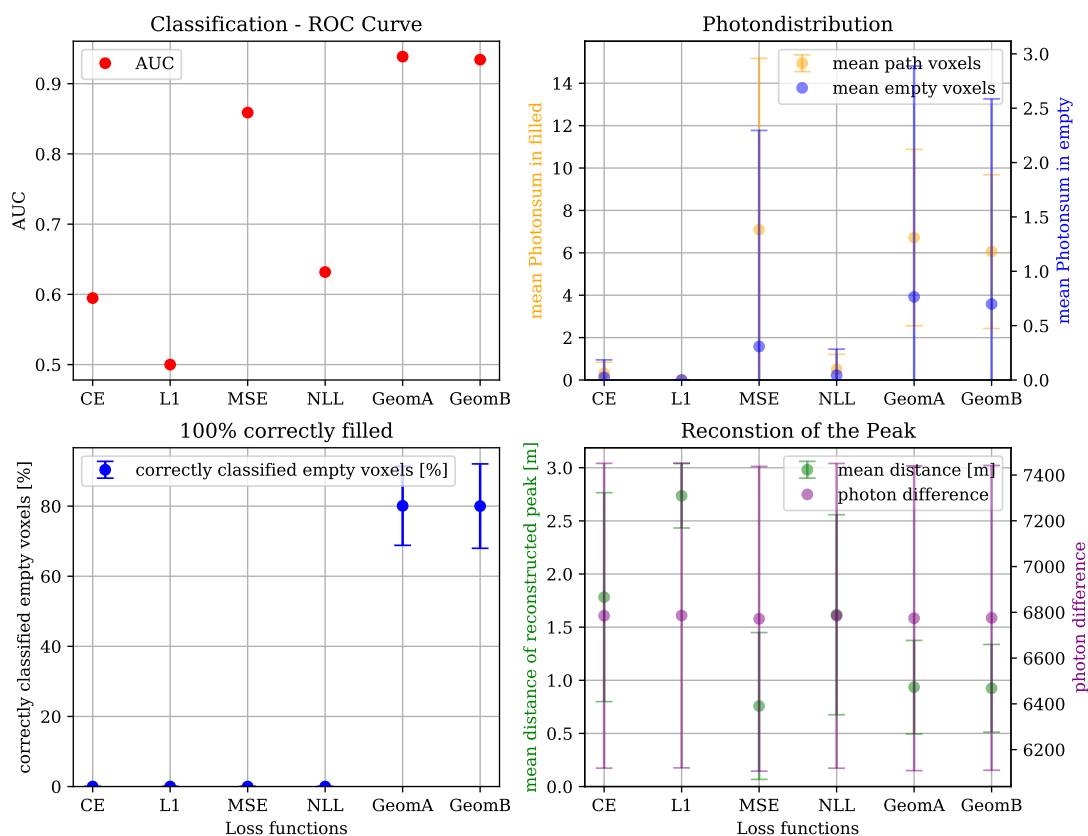 Classification - ROC Curve
AUC
AUC
0.9
0.8
0.7
0.6
0.5
CE L1 MSE NLL GeomA GeomB
Photondistribution
mean path voxels
mean empty voxels
mean Photonsum in filled
14
12
10
8
6
4
2
0
3.0
2.5
2.0
1.5
1.0
0.5
0.0
mean Photonsum in empty
CE L1 MSE NLL GeomA GeomB
100% correctly filled
correctly classified empty voxels [%]
correctly classified empty voxels [%]
80
60
40
20
0
CE L1 MSE NLL GeomA GeomB
Loss functions
Reconstion of the Peak
mean distance [m]
photon difference
mean distance of reconstructed peak [m]
3.0
2.5
2.0
1.5
1.0
0.5
0.0
7400
7200
7000
6800
6600
6400
6200
photon difference
CE L1 MSE NLL GeomA GeomB
Loss functions